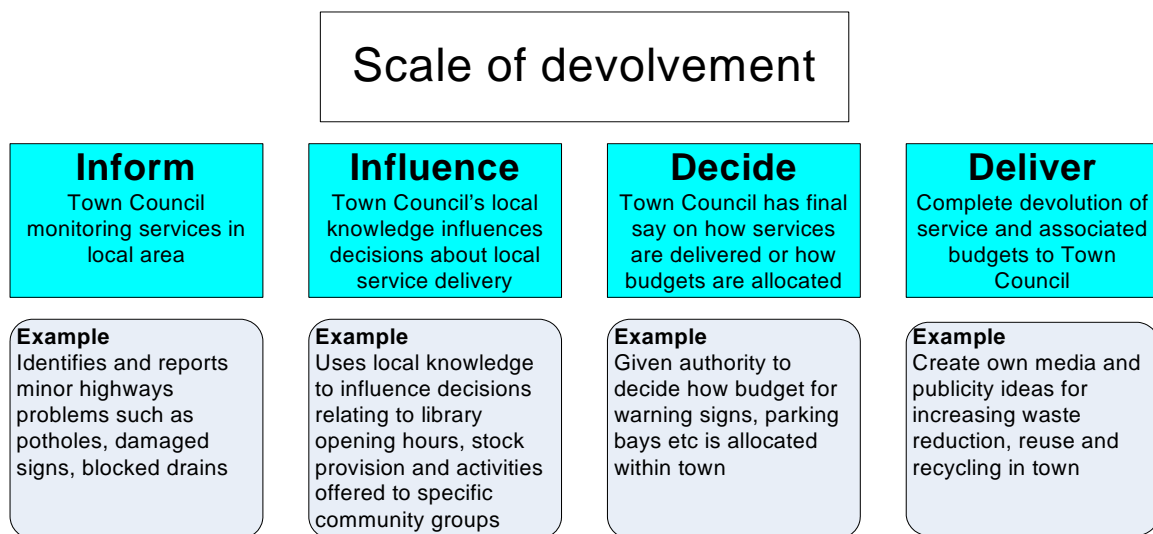 Scale of devolvement
Inform
Town Council
monitoring services in
local area
Influence
Town Council's local
knowledge influences
decisions about local
service delivery
Decide
Town Council has final
say on how services
are delivered or how
budgets are allocated
Deliver
Complete devolution of
service and associated
budgets to Town
Council
Example
Identifies and reports
minor highways
problems such as
potholes, damaged
signs, blocked drains
Example
Uses local knowledge
to influence decisions
relating to library
opening hours, stock
provision and activities
offered to specific
community groups
Example
Given authority to
decide how budget for
warning signs, parking
bays etc is allocated
within town
Example
Create own media and
publicity ideas for
increasing waste
reduction, reuse and
recycling in town